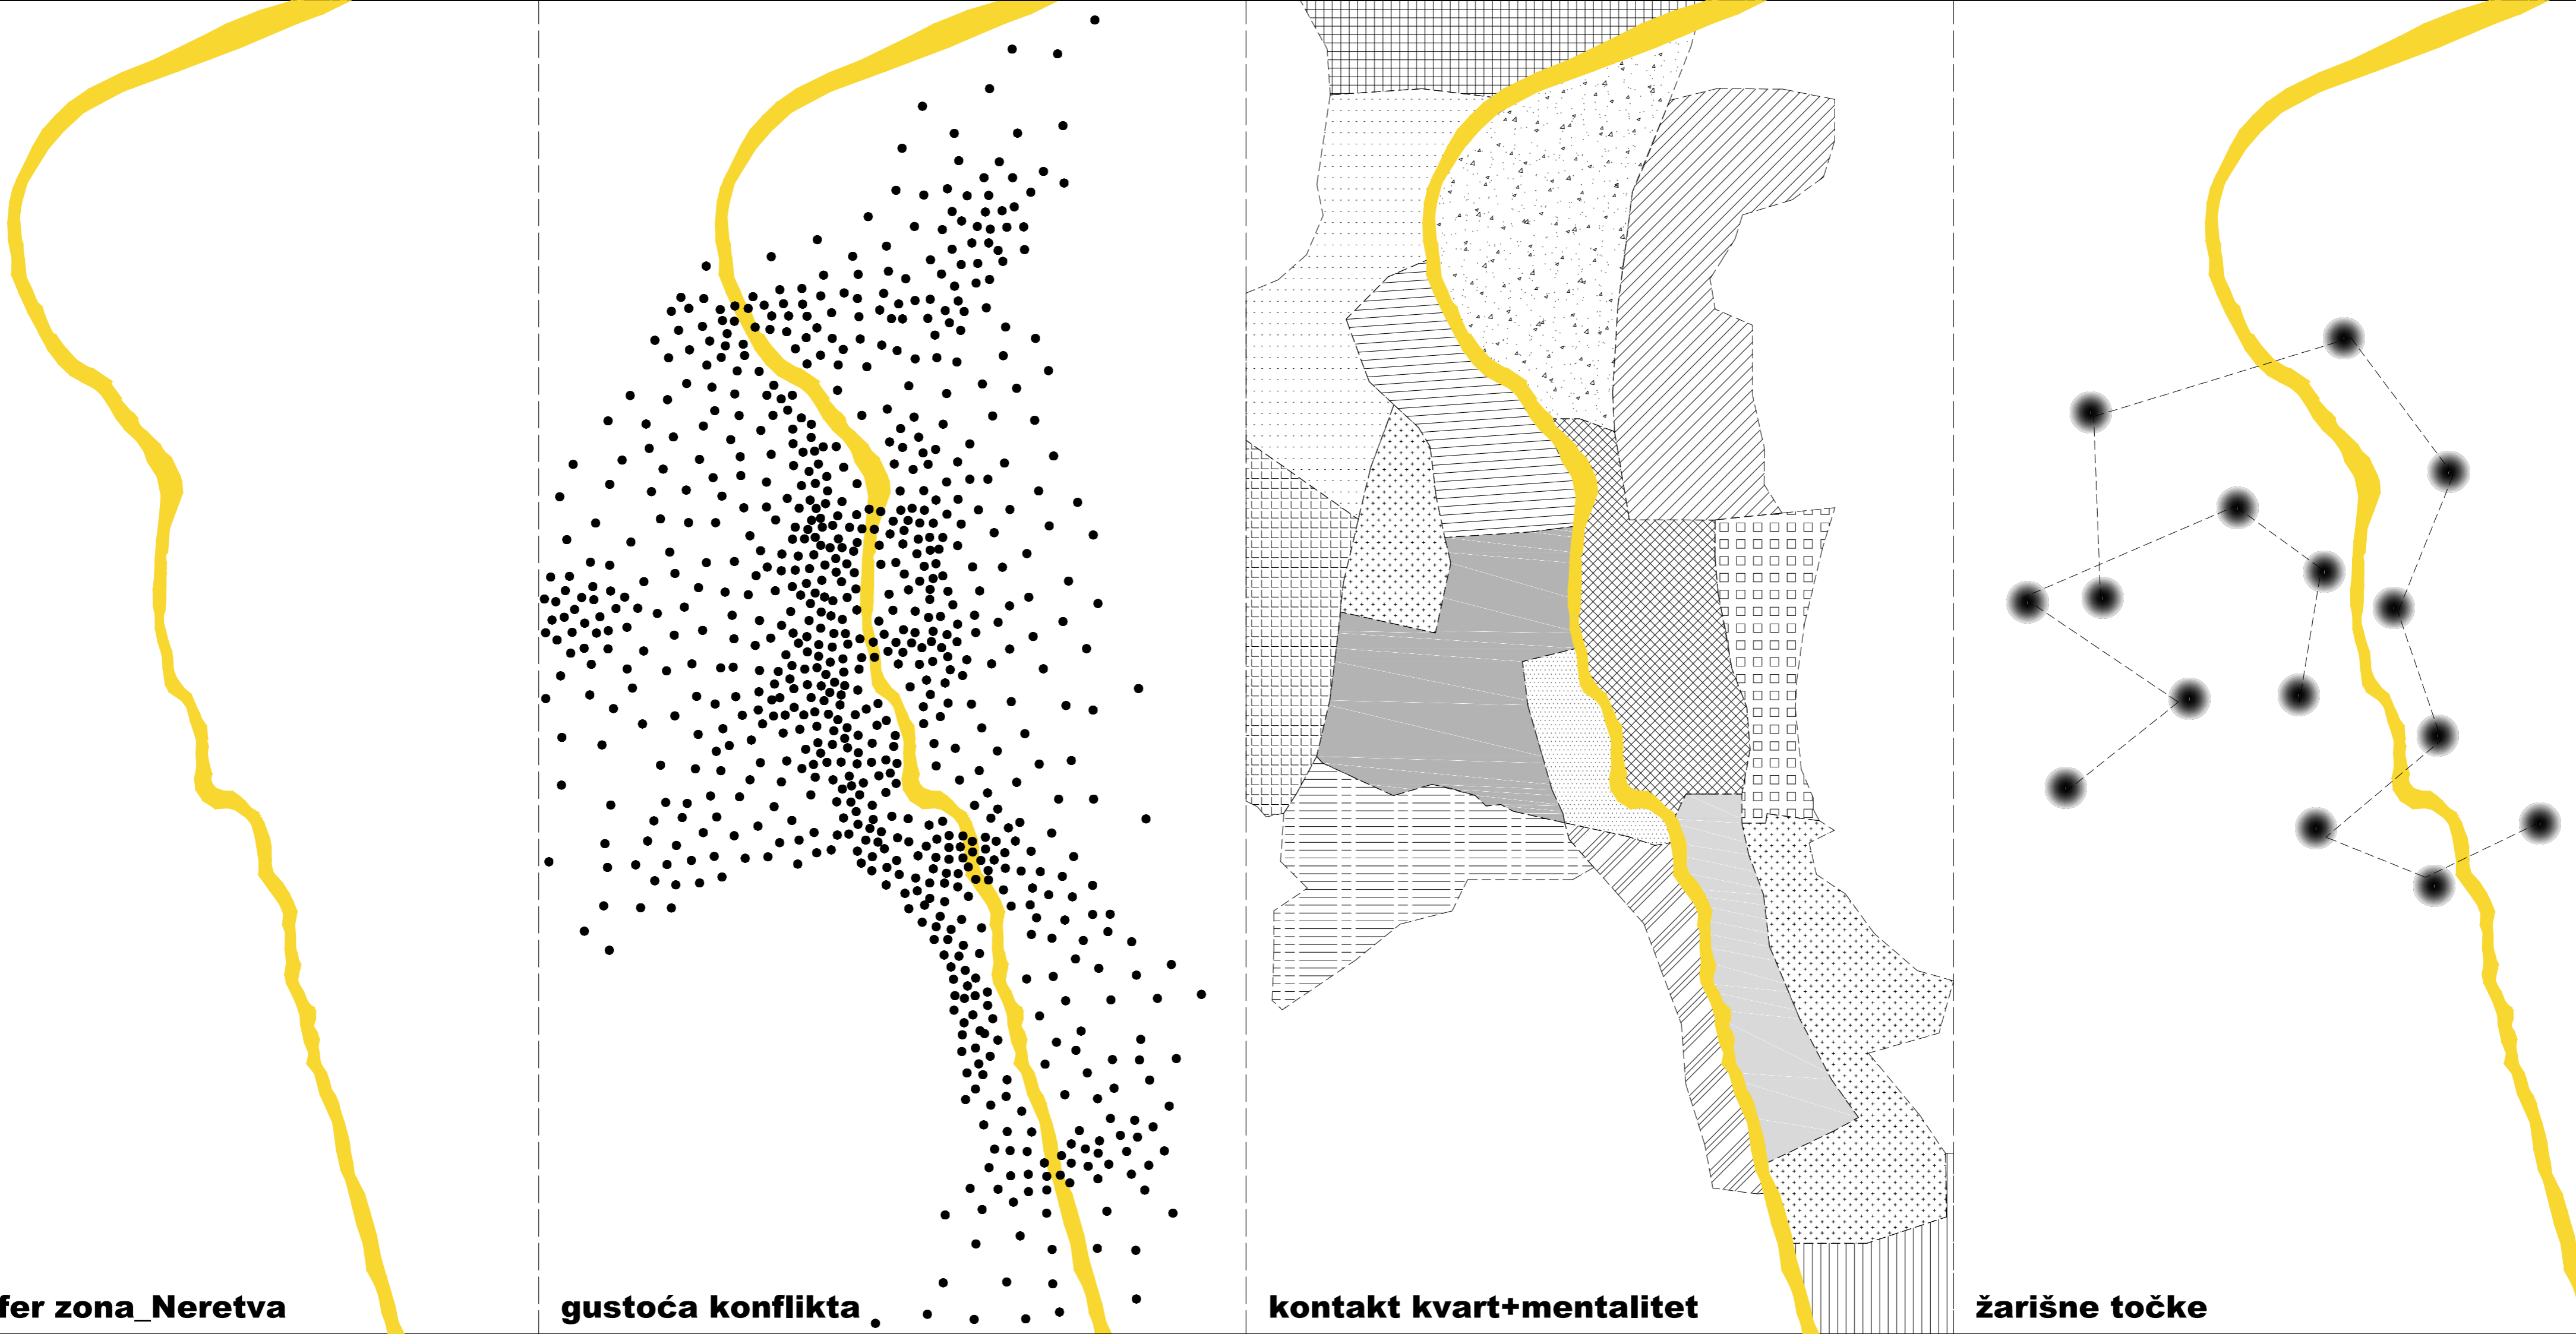 fer zona_Neretva
gustoća konflikta
kontakt kvart+mentalitet
žarišne točke